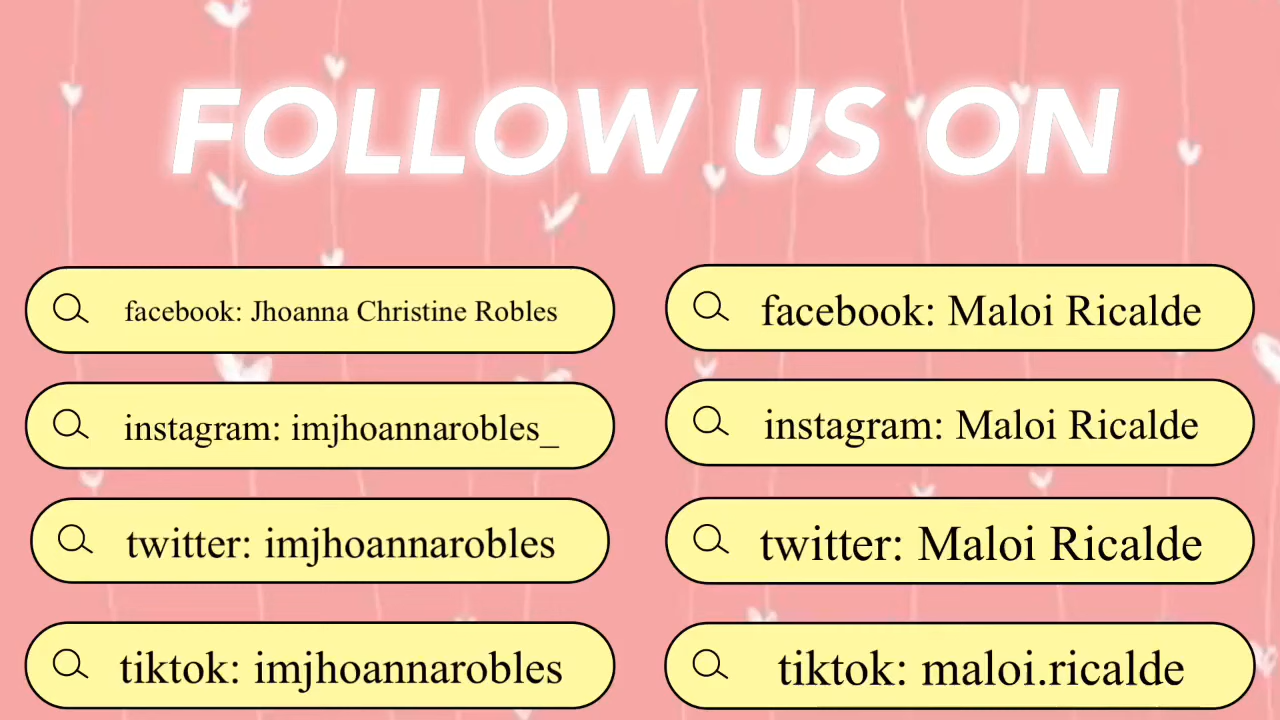 FOLLOW US ON
facebook: Jhoanna Christine Robles
instagram: imjhoannarobles_
twitter: imjhoannarobles
tiktok: imjhoannarobles
facebook: Maloi Ricalde
instagram: Maloi Ricalde
twitter: Maloi Ricalde
tiktok: maloi.ricalde